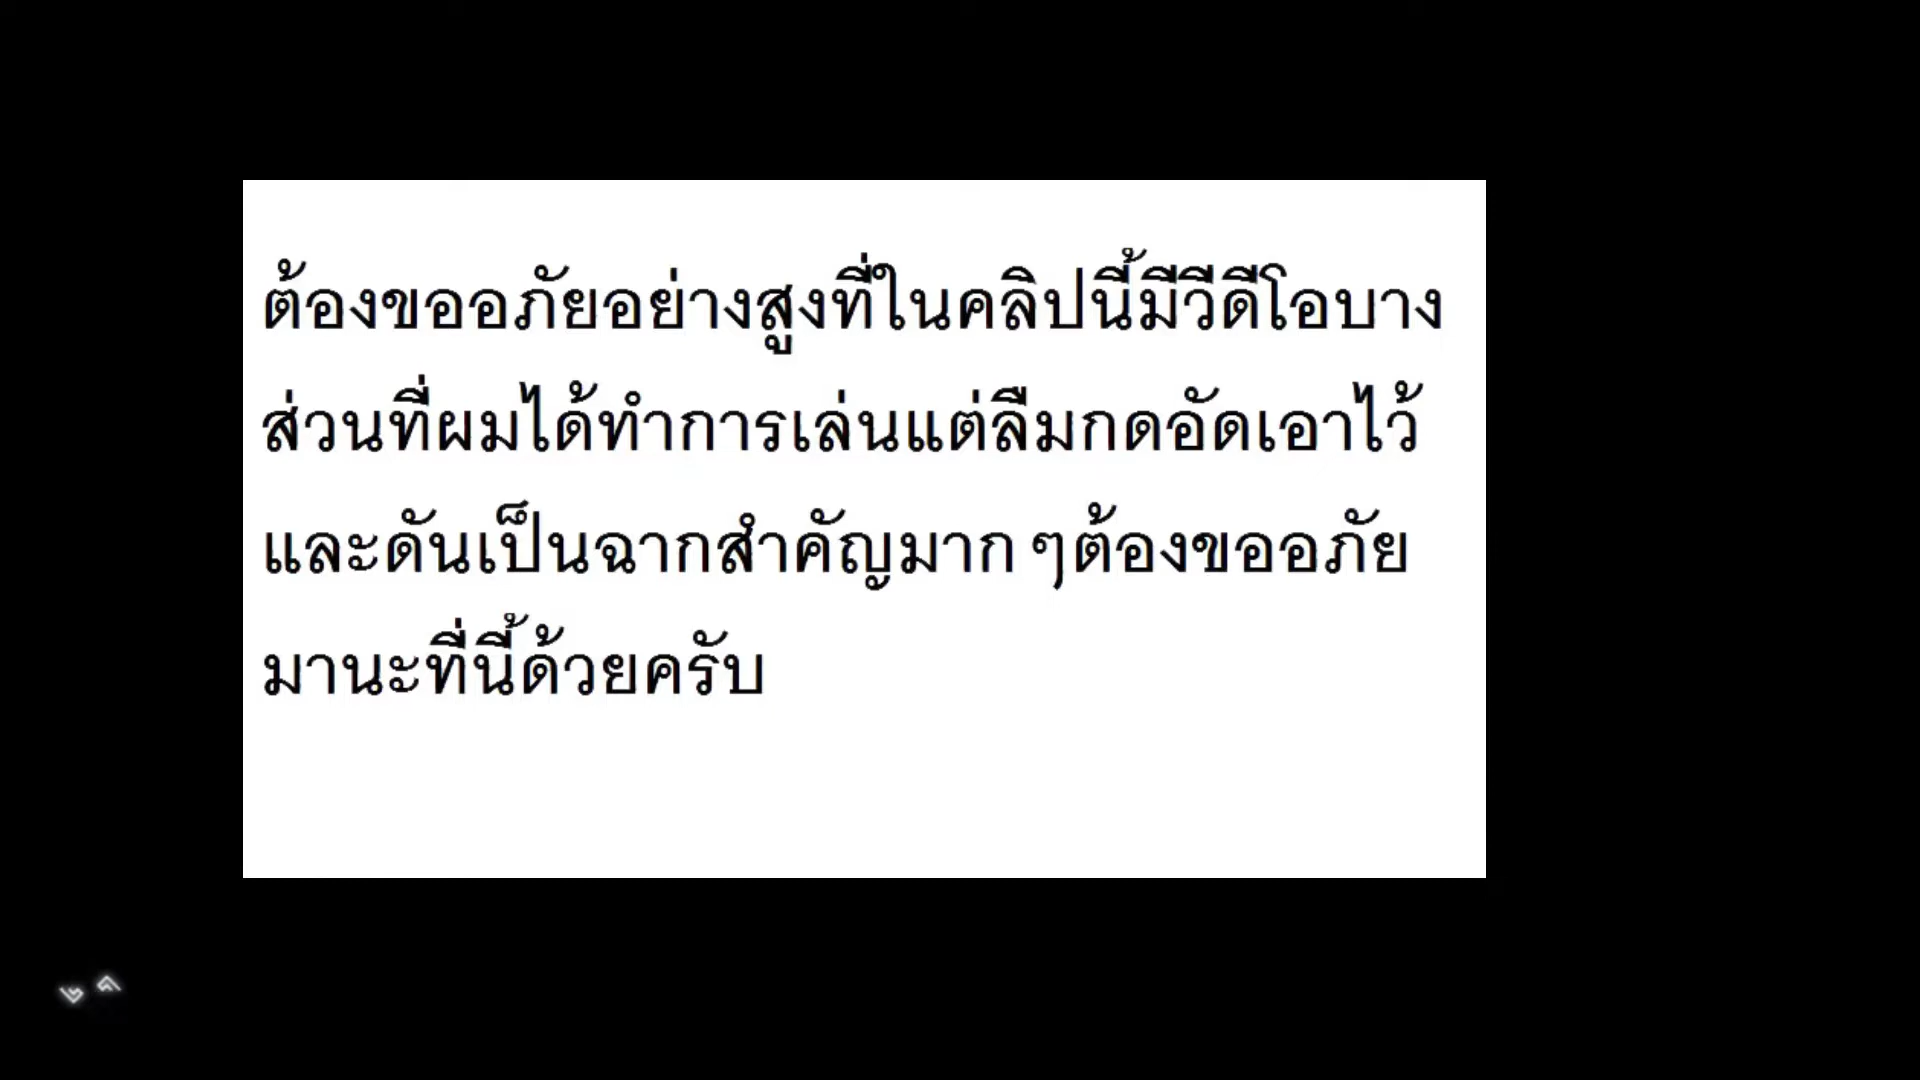 ต้องขออภัยอย่างสูงที่ในคลิปนี้มีวีดีโอบาง
ส่วนที่ผมได้ทำการเล่นแต่ลืมกดอัดเอาไว้
และดันเป็นฉากสำคัญมาก ๆต้องขออภัย
มานะที่นี้ด้วยครับ